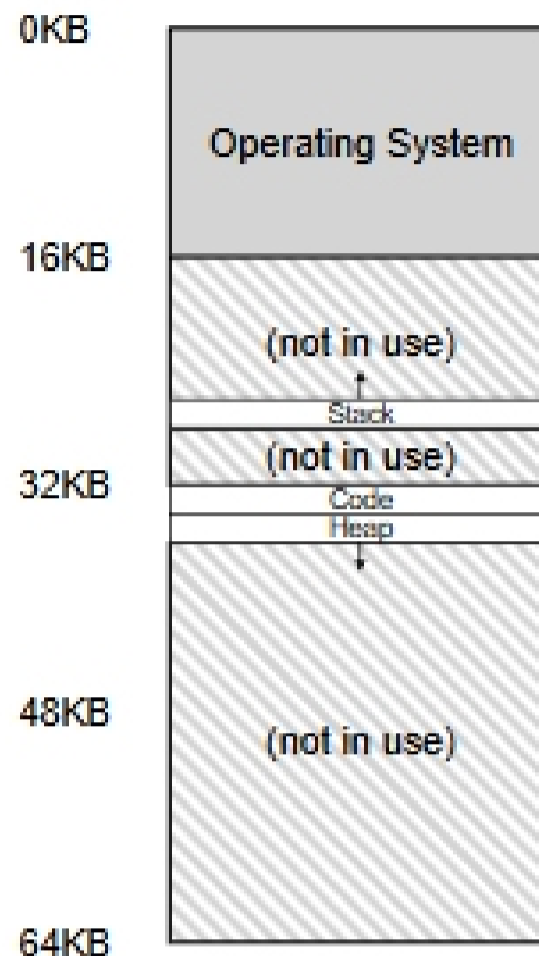 0KB
Operating System
16KB
(not in use)
Stack
(not in use)
32KB
Code
Heap
48KB
(not in use)
64KB